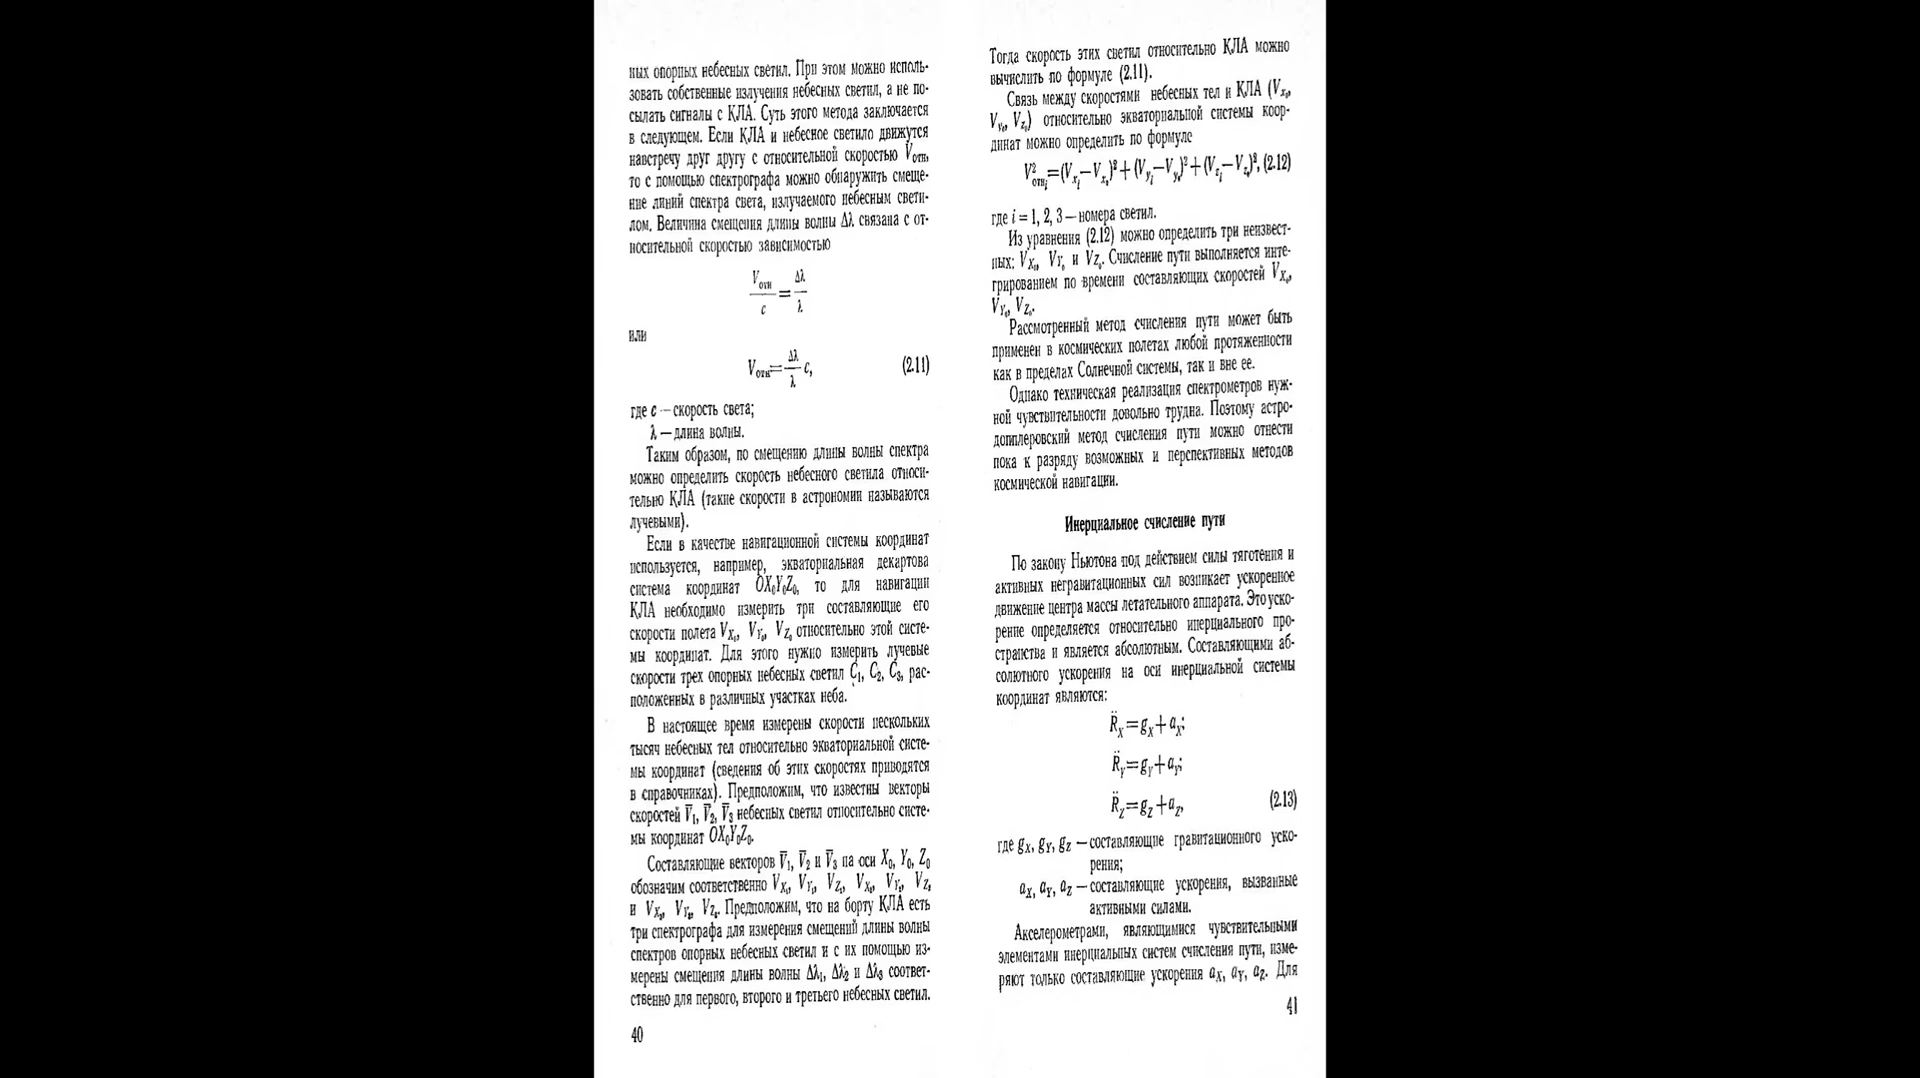 ных опорных небесных светил. При этом можно исполь-
зовать собственные излучения небесных светил, а не по-
сылать сигналы с КЛА. Суть этого метода заключается
в следующем. Если КЛА и небесное светило движутся
навстречу друг другу с относительной скоростью V̅отн,
то с помощью спектрографа можно обнаружить смеще-
ние линий спектра света, излучаемого небесным свети-
лом. Величина смещения длины волны Δλ связана с от-
носительной скоростью зависимостью
Vотн/c = Δλ/λ
или
Vотн = Δλ/λ c, (2.11)
где c — скорость света;
λ — длина волны.
Таким образом, по смещению длины волны спектра
можно определить скорость небесного светила относи-
тельно КЛА (такие скорости в астрономии называются
лучевыми).
Если в качестве навигационной системы координат
используется, например, экваториальная декартова
система координат OX₀Y₀Z₀, то для навигации
КЛА необходимо измерить три составляющие его
скорости полета VX₀, VY₀, VZ₀ относительно этой систе-
мы координат. Для этого нужно измерить лучевые
скорости трех опорных небесных светил C₁, C₂, C₃, рас-
положенных в различных участках неба.
В настоящее время измерены скорости нескольких
тысяч небесных тел относительно экваториальной систе-
мы координат (сведения об этих скоростях приводятся
в справочниках). Предположим, что известны векторы
скоростей V̅₁, V̅₂, V̅₃ небесных светил относительно систе-
мы координат OX₀Y₀Z₀.
Составляющие векторов V̅₁, V̅₂ и V̅₃ на оси X₀, Y₀, Z₀
обозначим соответственно VX₁, VY₁, VZ₁, VX₂, VY₂, VZ₂
и VX₃, VY₃, VZ₃. Предположим, что на борту КЛА есть
три спектрографа для измерения смещений длины волны
спектров опорных небесных светил и с их помощью из-
мерены смещения длины волны Δλ₁, Δλ₂ и Δλ₃ соответ-
ственно для первого, второго и третьего небесных светил.
40
Тогда скорость этих светил относительно КЛА можно
вычислить по формуле (2.11).
Связь между скоростями небесных тел и КЛА (Vx₀,
Vy₀, Vz₀) относительно экваториальной системы коор-
динат можно определить по формуле
V²отнi = (Vxi − Vx₀)² + (Vyi − Vy₀)² + (Vzi − Vz₀)², (2.12)
где i = 1, 2, 3 — номера светил.
Из уравнения (2.12) можно определить три неизвест-
ных: VX₀, VY₀ и VZ₀. Счисление пути выполняется инте-
грированием по времени составляющих скоростей VX₀,
VY₀, VZ₀.
Рассмотренный метод счисления пути может быть
применен в космических полетах любой протяженности
как в пределах Солнечной системы, так и вне ее.
Однако техническая реализация спектрометров нуж-
ной чувствительности довольно трудна. Поэтому астро-
допплеровский метод счисления пути можно отнести
пока к разряду возможных и перспективных методов
космической навигации.
Инерциальное счисление пути
По закону Ньютона под действием силы тяготения и
активных негравитационных сил возникает ускоренное
движение центра массы летательного аппарата. Это уско-
рение определяется относительно инерциального про-
странства и является абсолютным. Составляющими аб-
солютного ускорения на оси инерциальной системы
координат являются:
R̈X = gX + aX;
R̈Y = gY + aY;
R̈Z = gZ + aZ, (2.13)
где gX, gY, gZ — составляющие гравитационного уско-
рения;
aX, aY, aZ — составляющие ускорения, вызванные
активными силами.
Акселерометрами, являющимися чувствительными
элементами инерциальных систем счисления пути, изме-
ряют только составляющие ускорения aX, aY, aZ. Для
41